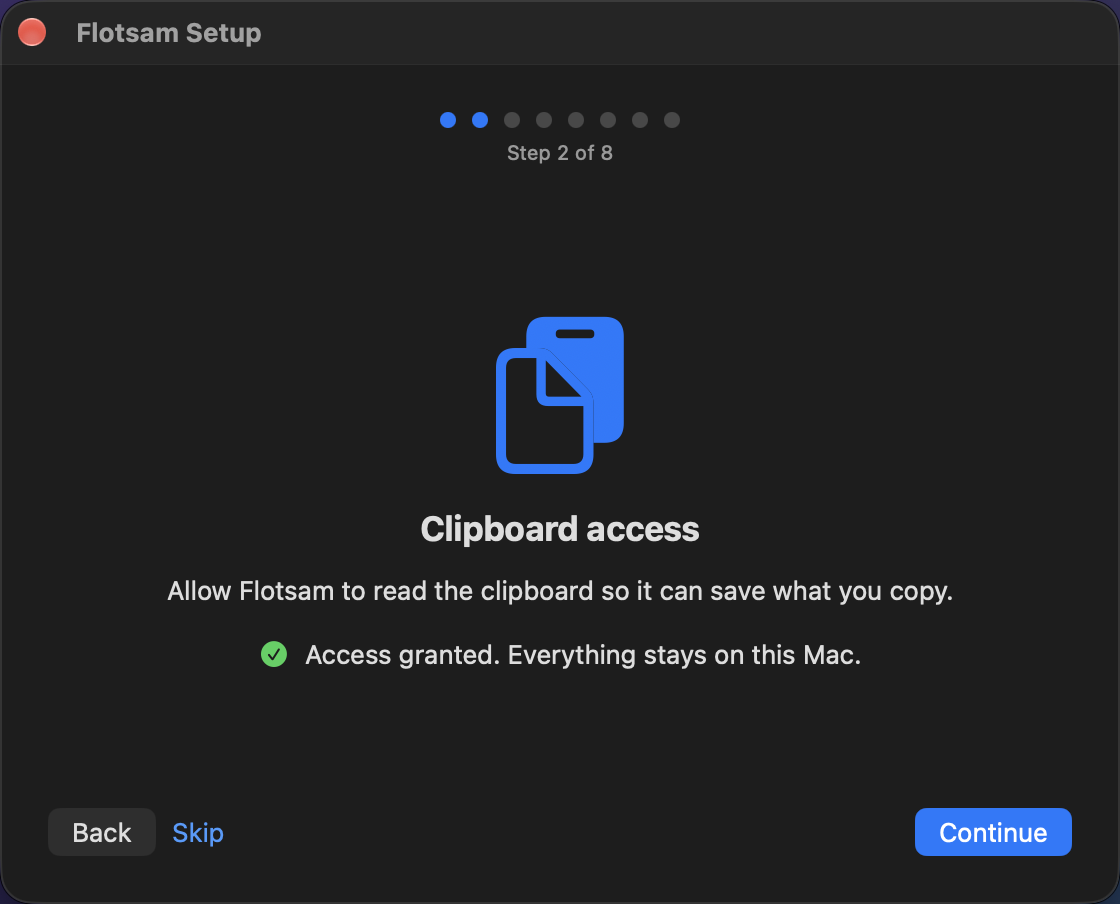 Flotsam Setup
Step 2 of 8
Clipboard access
Allow Flotsam to read the clipboard so it can save what you copy.
Access granted. Everything stays on this Mac.
Back
Skip
Continue